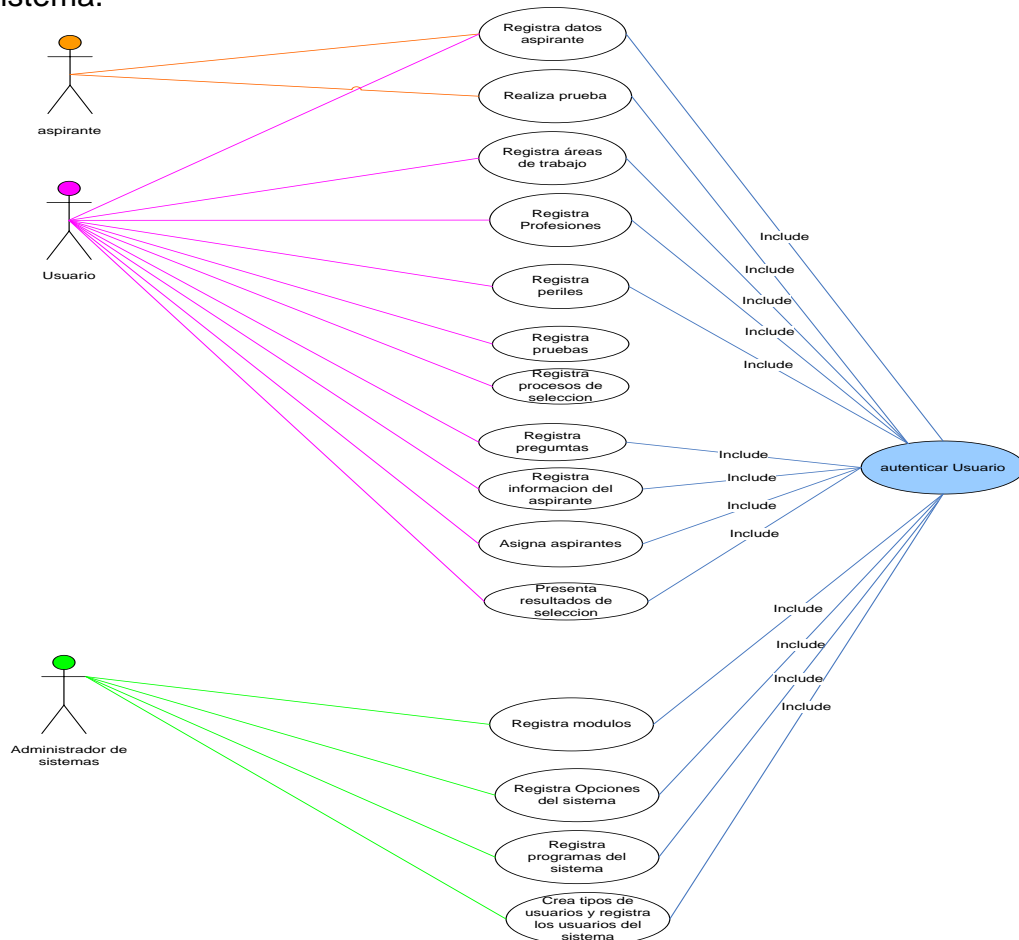 istema.
Registra datos
aspirante
aspirante
Realiza prueba
Registra áreas
de trabajo
Usuario
Registra
Profesiones
Include
Include
Registra
periles
Include
Include
Registra
pruebas
Include
Registra
procesos de
seleccion
Registra
pregumtas
Include
autenticar Usuario
Registra
informacion del
aspirante
Include
Include
Asigna aspirantes
Include
Presenta
resultados de
seleccion
Include
Include
Administrador de
sistemas
Include
Include
Registra modulos
Registra Opciones
del sistema
Registra
programas del
sistema
Crea tipos de
usuarios y registra
los usuarios del
sistema